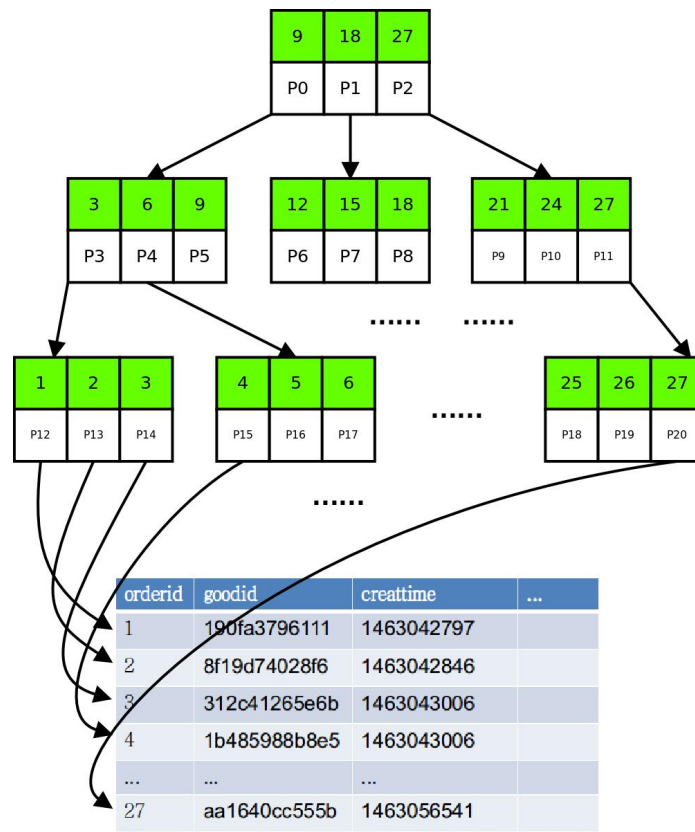 9 18 27
P0 P1 P2
3 6 9 12 15 18 21 24 27
P3 P4 P5 P6 P7 P8 P9 P10 P11
...... ......
1 2 3 4 5 6 25 26 27
P12 P13 P14 P15 P16 P17 ...... P18 P19 P20
......
orderid goodid creattime ...
1 190fa3796111 1463042797
2 8f19d74028f6 1463042846
3 312c41265e6b 1463043006
4 1b485988b8e5 1463043006
... ... ...
27 aa1640cc555b 1463056541